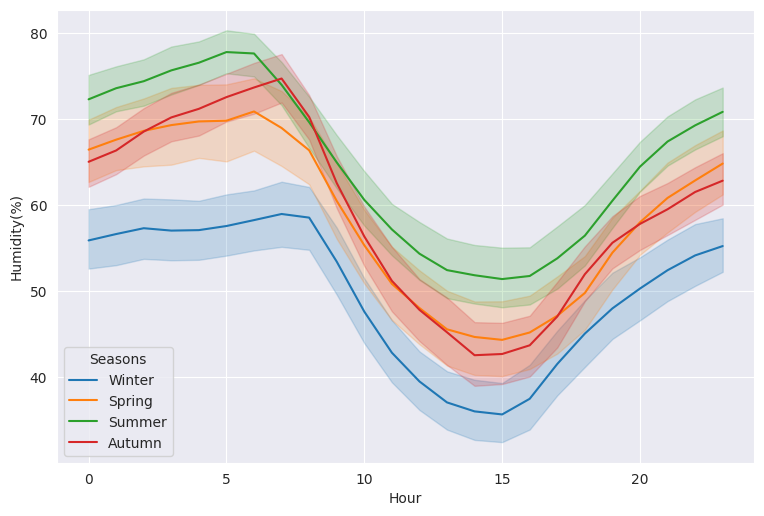 80
70
60
50
40
Humidity(%)
Seasons
Winter
Spring
Summer
Autumn
0 5 10 15 20
Hour